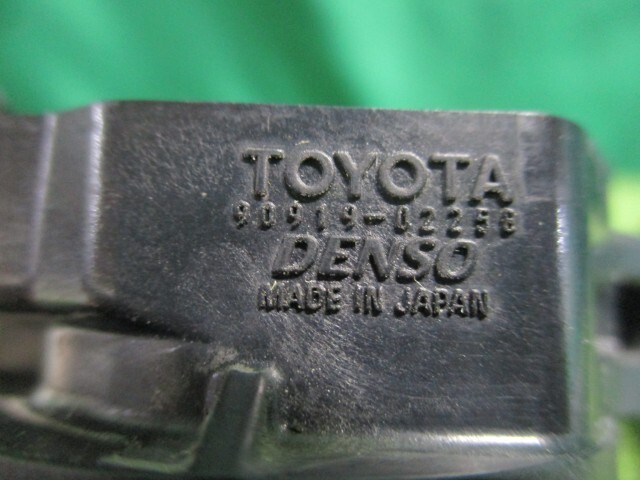 TOYOTA
90919-02258
DENSO
MADE IN JAPAN